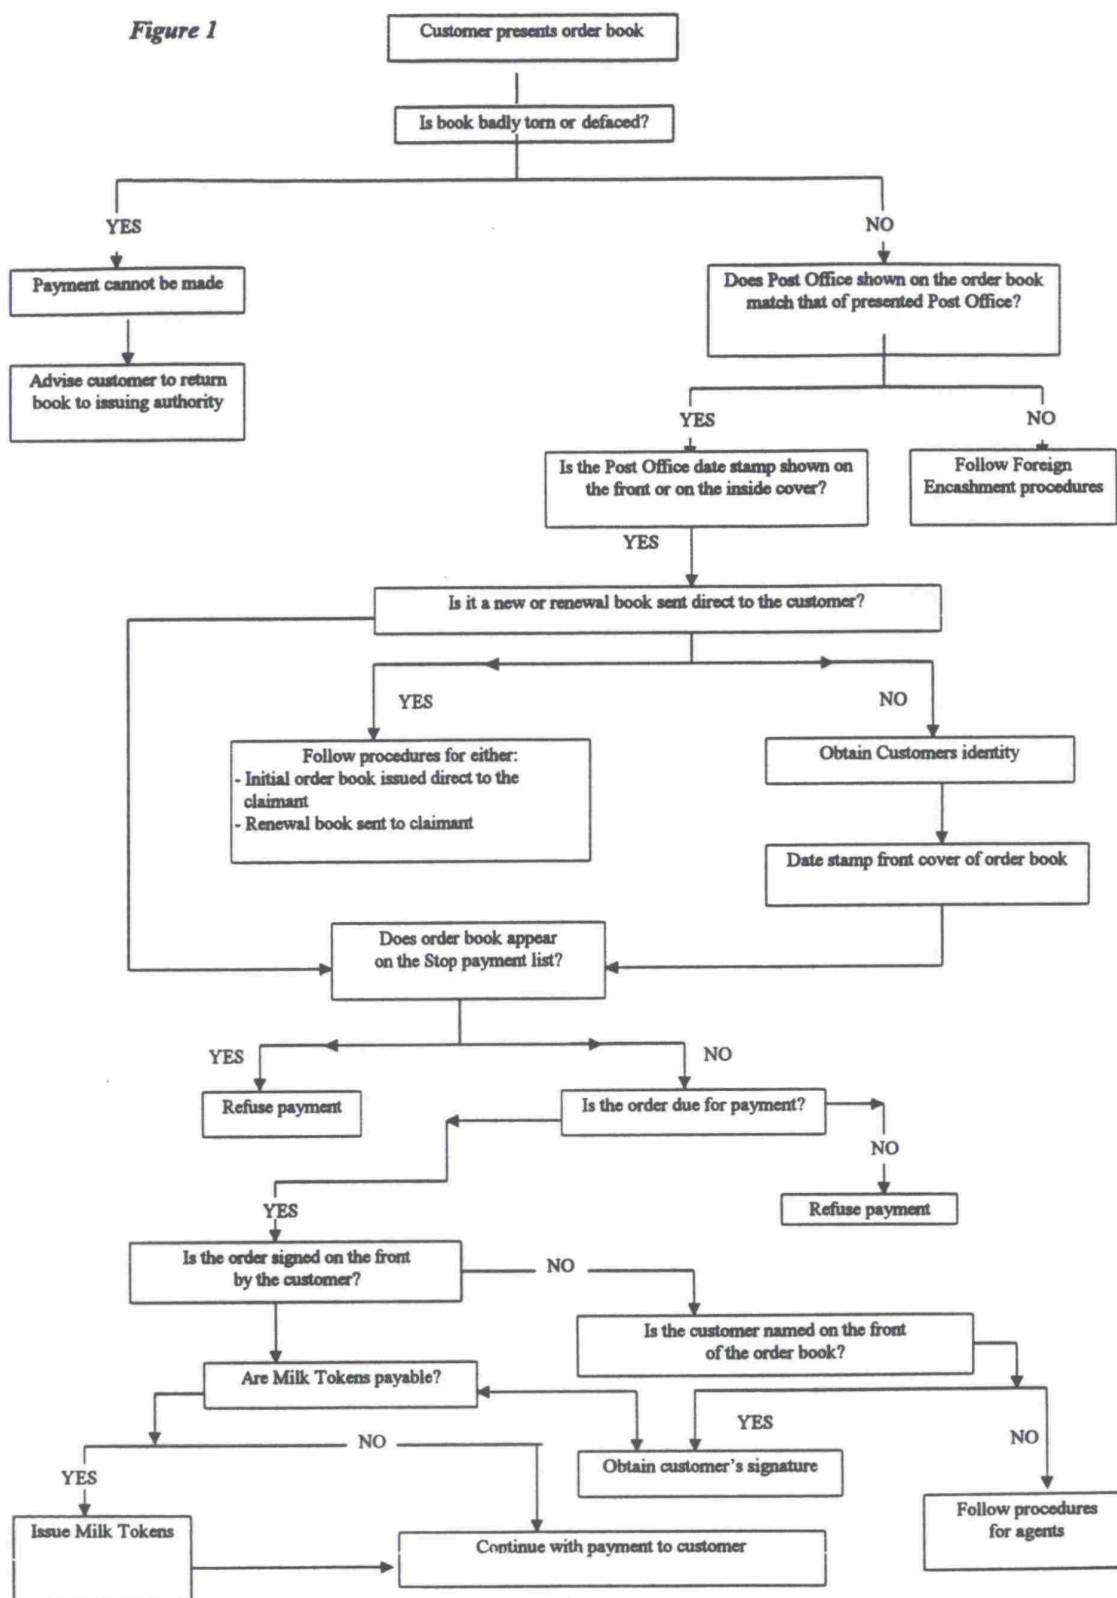 Figure 1
Customer presents order book
Is book badly torn or defaced?
YES
NO
Payment cannot be made
Does Post Office shown on the order book
match that of presented Post Office?
Advise customer to return
book to issuing authority
YES
NO
Is the Post Office date stamp shown on
the front or on the inside cover?
Follow Foreign
Encashment procedures
YES
Is it a new or renewal book sent direct to the customer?
YES
NO
Follow procedures for either:
- Initial order book issued direct to the
claimant
- Renewal book sent to claimant
Obtain Customers identity
Date stamp front cover of order book
Does order book appear
on the Stop payment list?
YES
NO
Refuse payment
Is the order due for payment?
NO
Refuse payment
YES
Is the order signed on the front
by the customer?
NO
Is the customer named on the front
of the order book?
Are Milk Tokens payable?
YES
NO
NO
Obtain customer's signature
YES
Issue Milk Tokens
Continue with payment to customer
Follow procedures
for agents